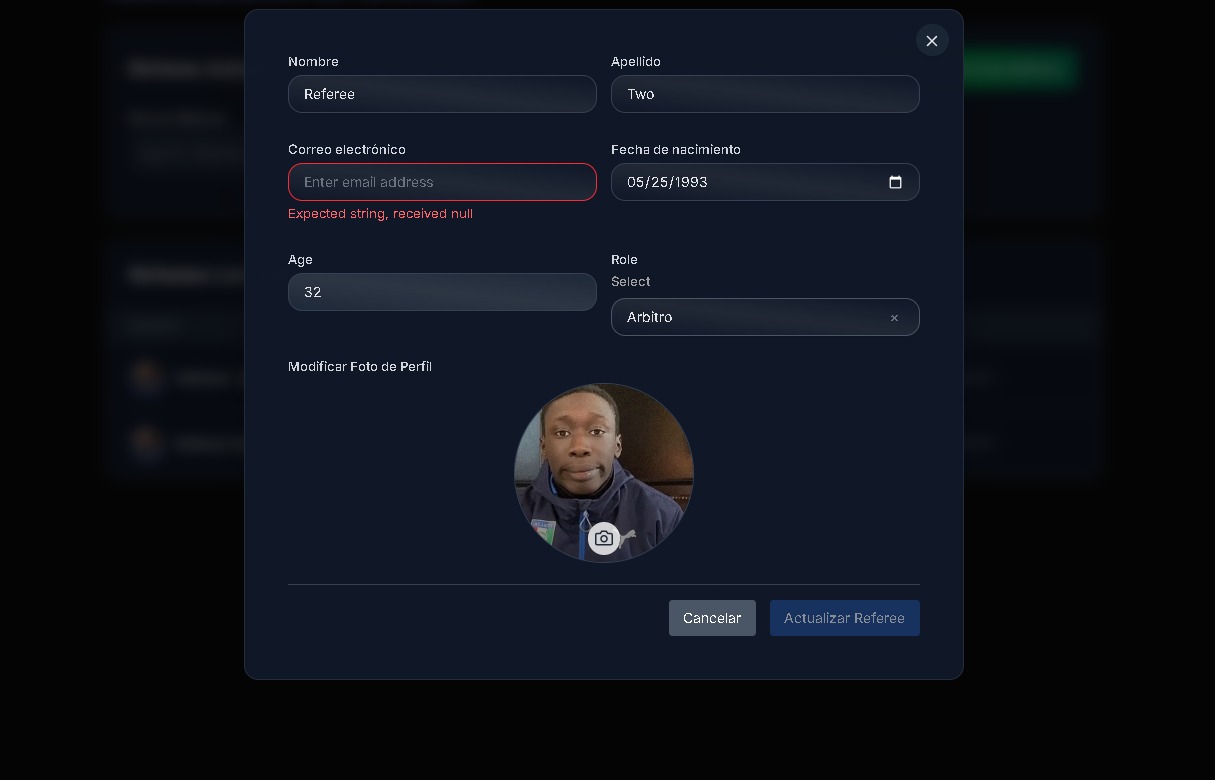 Nombre
Apellido
Referee
Two
Correo electrónico
Fecha de nacimiento
Enter email address
05/25/1993
Expected string, received null
Age
Role
Select
32
Arbitro
×
Modificar Foto de Perfil
Cancelar
Actualizar Referee